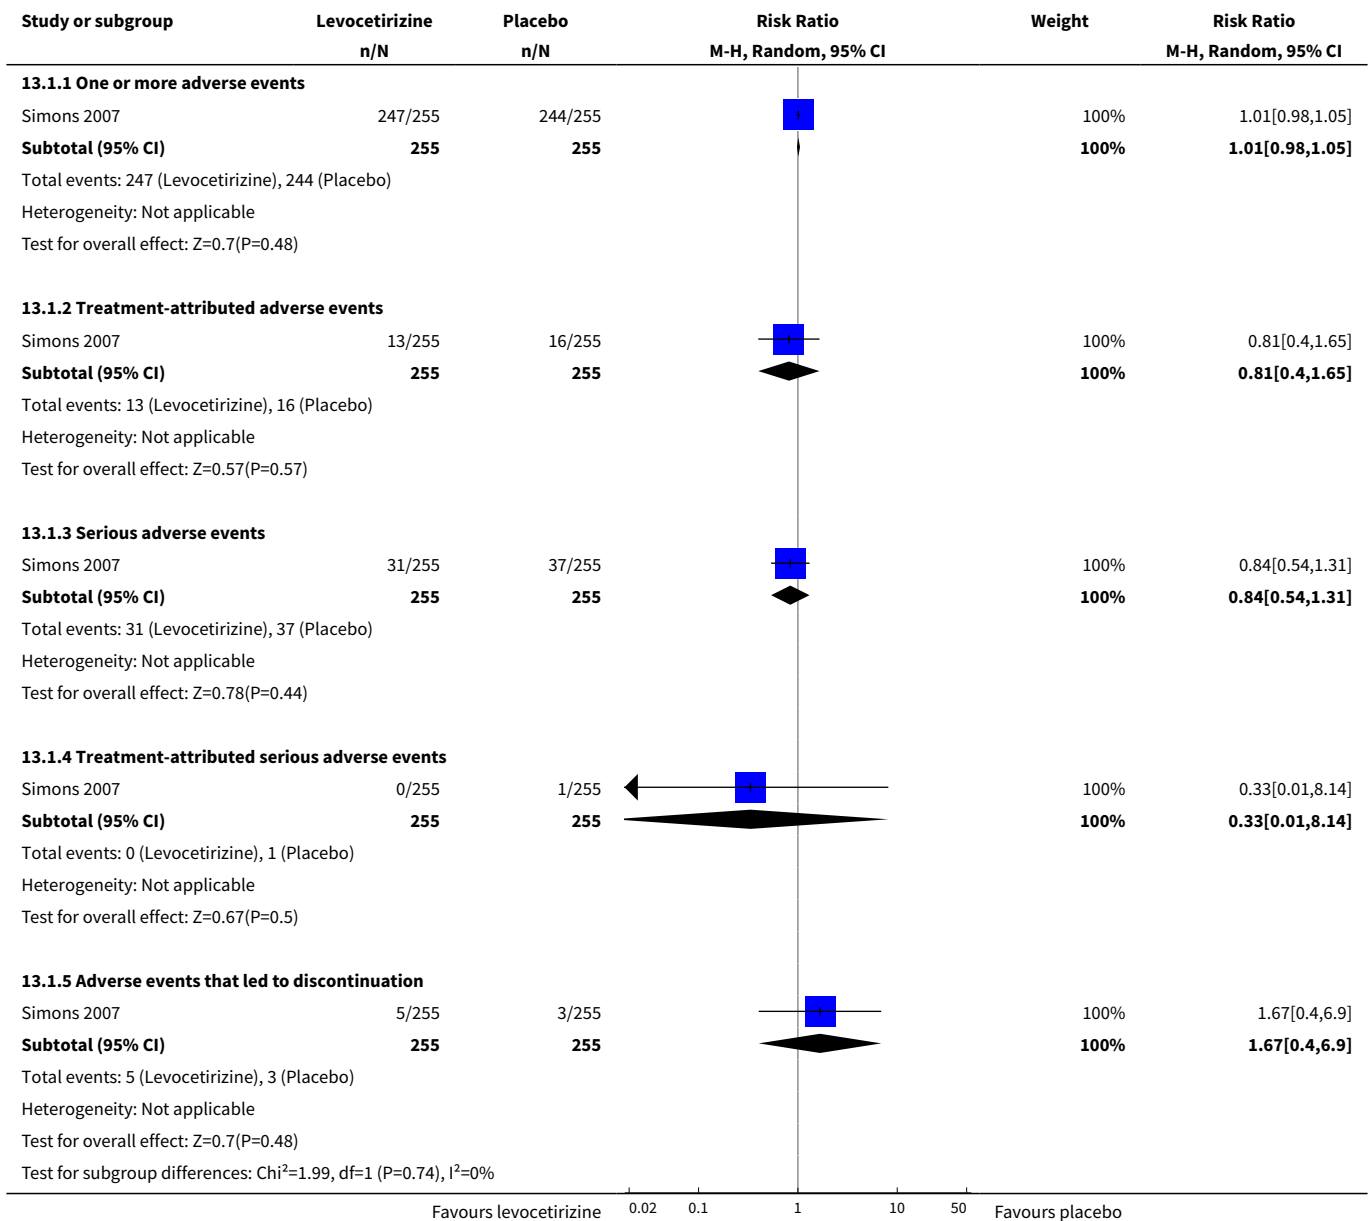 Study or subgroup Levocetirizine Placebo Risk Ratio Weight Risk Ratio
n/N n/N M-H, Random, 95% CI M-H, Random, 95% CI
13.1.1 One or more adverse events
Simons 2007 247/255 244/255 100% 1.01[0.98,1.05]
Subtotal (95% CI) 255 255 100% 1.01[0.98,1.05]
Total events: 247 (Levocetirizine), 244 (Placebo)
Heterogeneity: Not applicable
Test for overall effect: Z=0.7(P=0.48)
13.1.2 Treatment-attributed adverse events
Simons 2007 13/255 16/255 100% 0.81[0.4,1.65]
Subtotal (95% CI) 255 255 100% 0.81[0.4,1.65]
Total events: 13 (Levocetirizine), 16 (Placebo)
Heterogeneity: Not applicable
Test for overall effect: Z=0.57(P=0.57)
13.1.3 Serious adverse events
Simons 2007 31/255 37/255 100% 0.84[0.54,1.31]
Subtotal (95% CI) 255 255 100% 0.84[0.54,1.31]
Total events: 31 (Levocetirizine), 37 (Placebo)
Heterogeneity: Not applicable
Test for overall effect: Z=0.78(P=0.44)
13.1.4 Treatment-attributed serious adverse events
Simons 2007 0/255 1/255 100% 0.33[0.01,8.14]
Subtotal (95% CI) 255 255 100% 0.33[0.01,8.14]
Total events: 0 (Levocetirizine), 1 (Placebo)
Heterogeneity: Not applicable
Test for overall effect: Z=0.67(P=0.5)
13.1.5 Adverse events that led to discontinuation
Simons 2007 5/255 3/255 100% 1.67[0.4,6.9]
Subtotal (95% CI) 255 255 100% 1.67[0.4,6.9]
Total events: 5 (Levocetirizine), 3 (Placebo)
Heterogeneity: Not applicable
Test for overall effect: Z=0.7(P=0.48)
Test for subgroup differences: Chi²=1.99, df=1 (P=0.74), I²=0%
Favours levocetirizine 0.02 0.1 1 10 50 Favours placebo